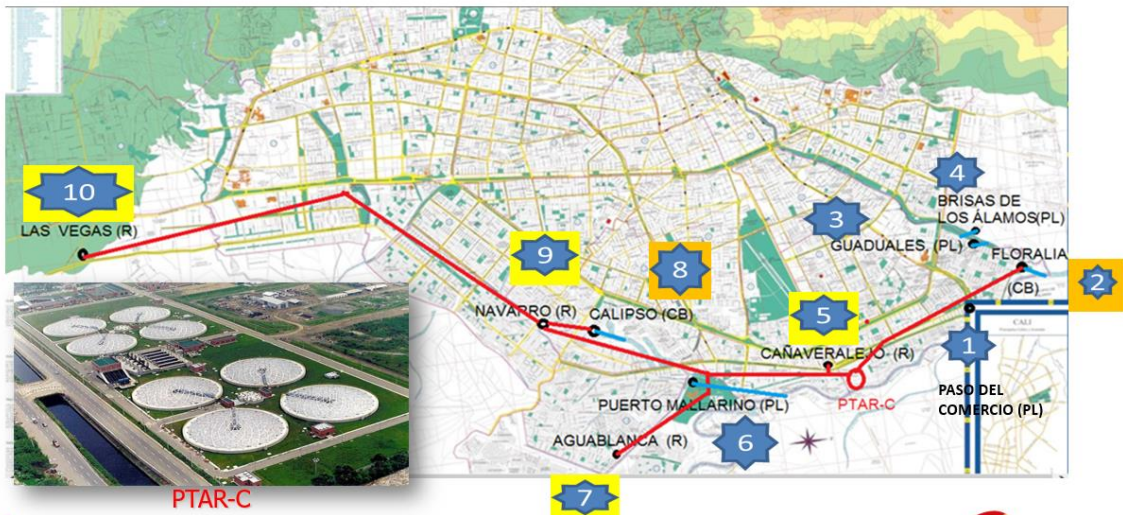 4
BRISAS DE
LOS ÁLAMOS(PL)
10
3
LAS VEGAS (R)
GUADUALES, (PL)
FLORALIA
9
8
2
(CB)
NAVARRO (R)
CALIPSO (CB)
5
CALI
1
CAÑAVERALEJO (R)
PASO DEL
COMERCIO (PL)
PUERTO MALLARINO (PL)
PTAR-C
AGUABLANCA (R)
6
PTAR-C
7